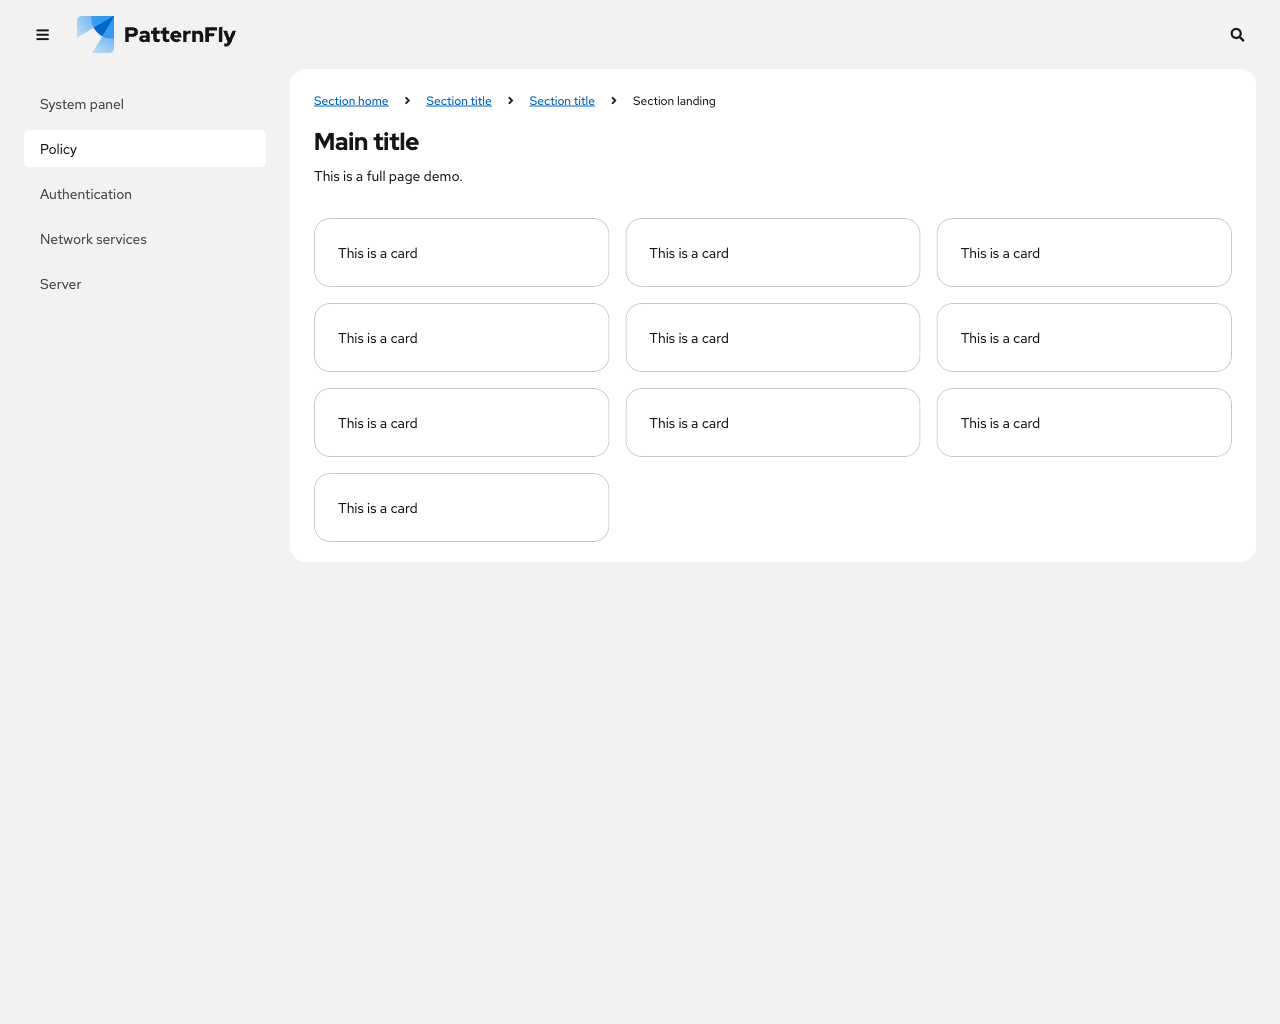 PatternFly
System panel
Policy
Authentication
Network services
Server
Section home > Section title > Section title > Section landing
Main title
This is a full page demo.
This is a card This is a card This is a card
This is a card This is a card This is a card
This is a card This is a card This is a card
This is a card